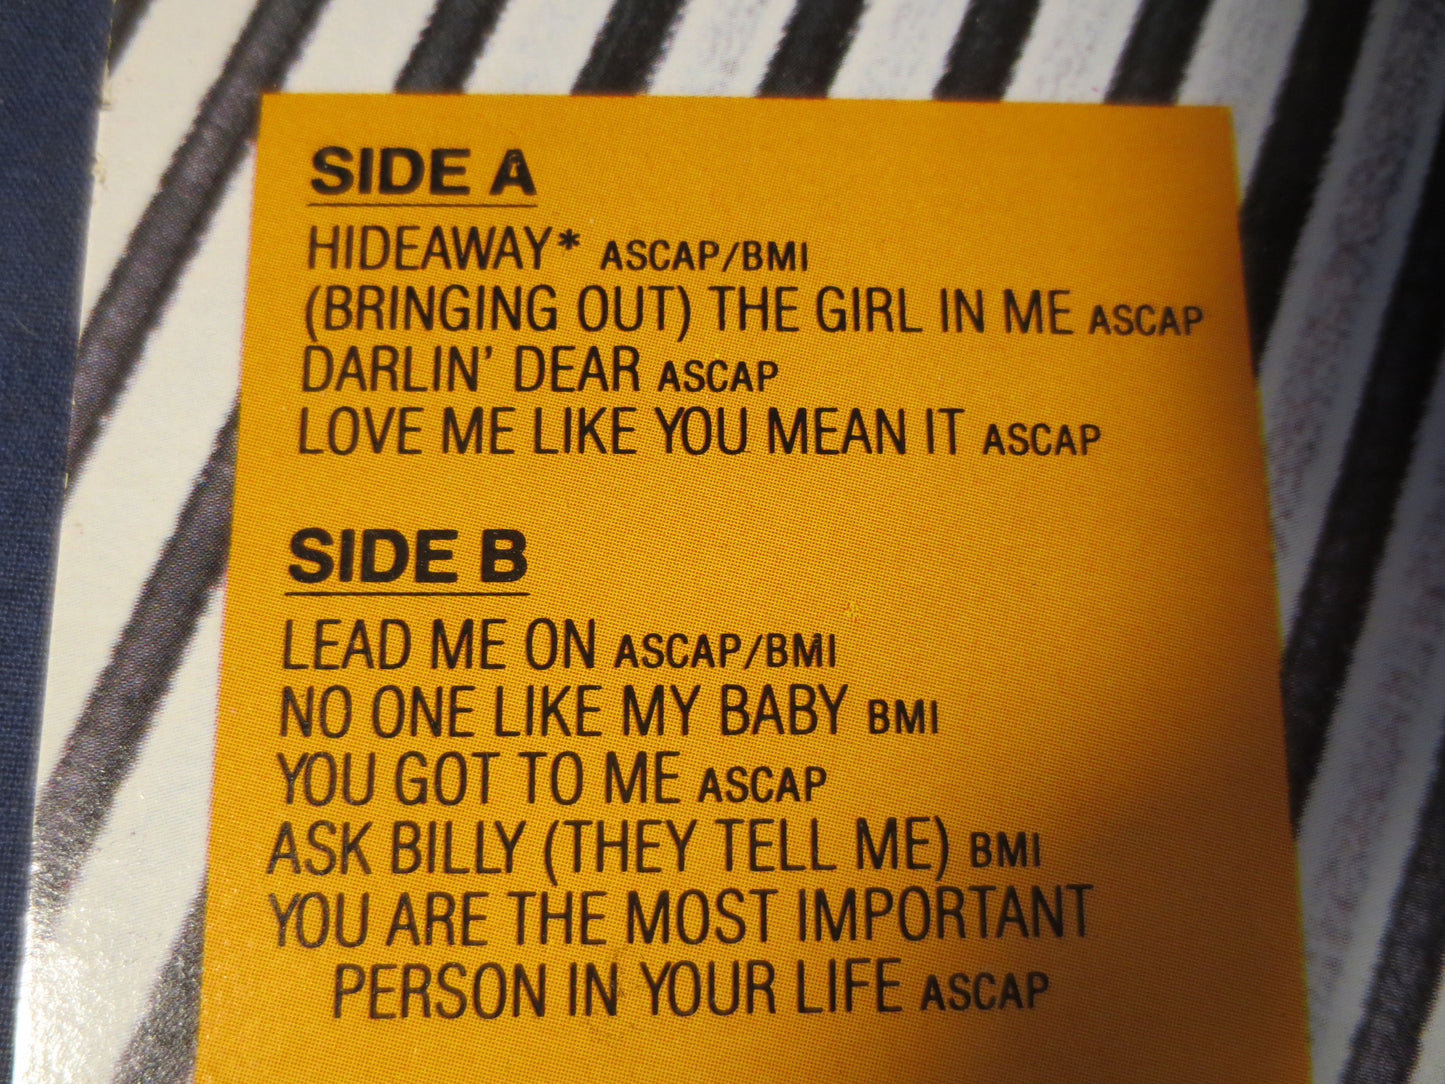 SIDE A
HIDEAWAY* ASCAP/BMI
(BRINGING OUT) THE GIRL IN ME ASCAP
DARLIN' DEAR ASCAP
LOVE ME LIKE YOU MEAN IT ASCAP
SIDE B
LEAD ME ON ASCAP/BMI
NO ONE LIKE MY BABY BMI
YOU GOT TO ME ASCAP
ASK BILLY (THEY TELL ME) BMI
YOU ARE THE MOST IMPORTANT
PERSON IN YOUR LIFE ASCAP